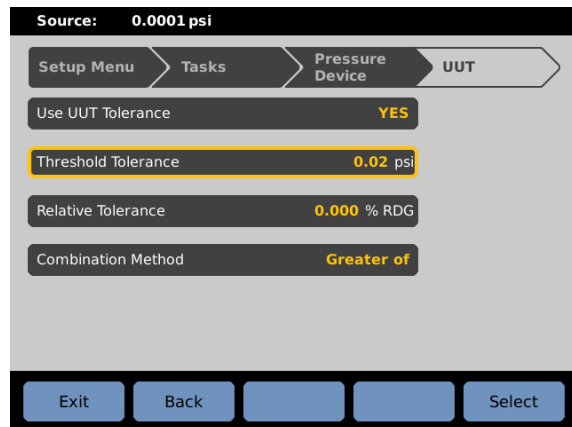 Source: 0.0001 psi
Setup Menu Tasks Pressure Device UUT
Use UUT Tolerance YES
Threshold Tolerance 0.02 psi
Relative Tolerance 0.000 % RDG
Combination Method Greater of
Exit Back Select